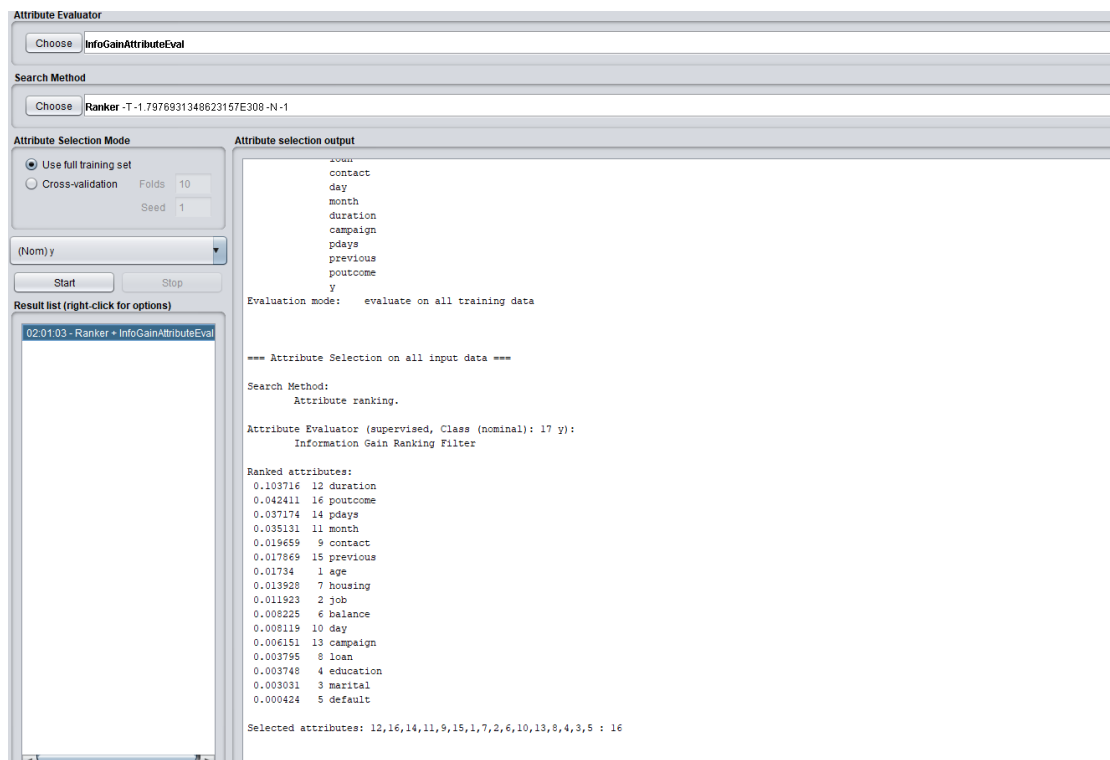 Attribute Evaluator
Choose InfoGainAttributeEval
Search Method
Choose Ranker -T -1.7976931348623157E308 -N -1
Attribute Selection Mode
Use full training set
Cross-validation Folds 10
Seed 1
(Nom) y
Start Stop
Result list (right-click for options)
02:01:03 - Ranker + InfoGainAttributeEval
Attribute selection output
loan
contact
day
month
duration
campaign
pdays
previous
poutcome
y
Evaluation mode: evaluate on all training data
=== Attribute Selection on all input data ===
Search Method:
Attribute ranking.
Attribute Evaluator (supervised, Class (nominal): 17 y):
Information Gain Ranking Filter
Ranked attributes:
0.103716 12 duration
0.042411 16 poutcome
0.037174 14 pdays
0.035131 11 month
0.019659 9 contact
0.017869 15 previous
0.01734 1 age
0.013928 7 housing
0.011923 2 job
0.008225 6 balance
0.008119 10 day
0.006151 13 campaign
0.003795 8 loan
0.003748 4 education
0.003031 3 marital
0.000424 5 default
Selected attributes: 12,16,14,11,9,15,1,7,2,6,10,13,8,4,3,5 : 16